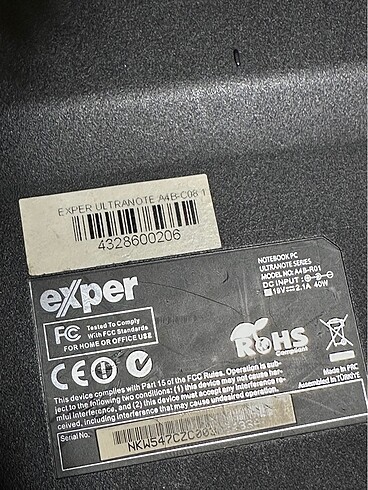 EXPER ULTRANOTE A4B-C08 1
4328600206
exper
NOTEBOOK PC
ULTRANOTE SERIES
MODEL NO: A4B-R01
DC INPUT:
19V 2.1A 40W
FC Tested To Comply
With FCC Standards
FOR HOME OR OFFICE USE
RoHS
Compliant
CE
This device complies with Part 15 of the FCC Rules. Operation is sub-
ject to the following two conditions: (1) this device may not cause har-
mful interference, and (2) this device must accept any interference re-
ceived, including interference that may cause undesired operation.
Made in PRC
Assembled in TÜRKİYE
Serial No.